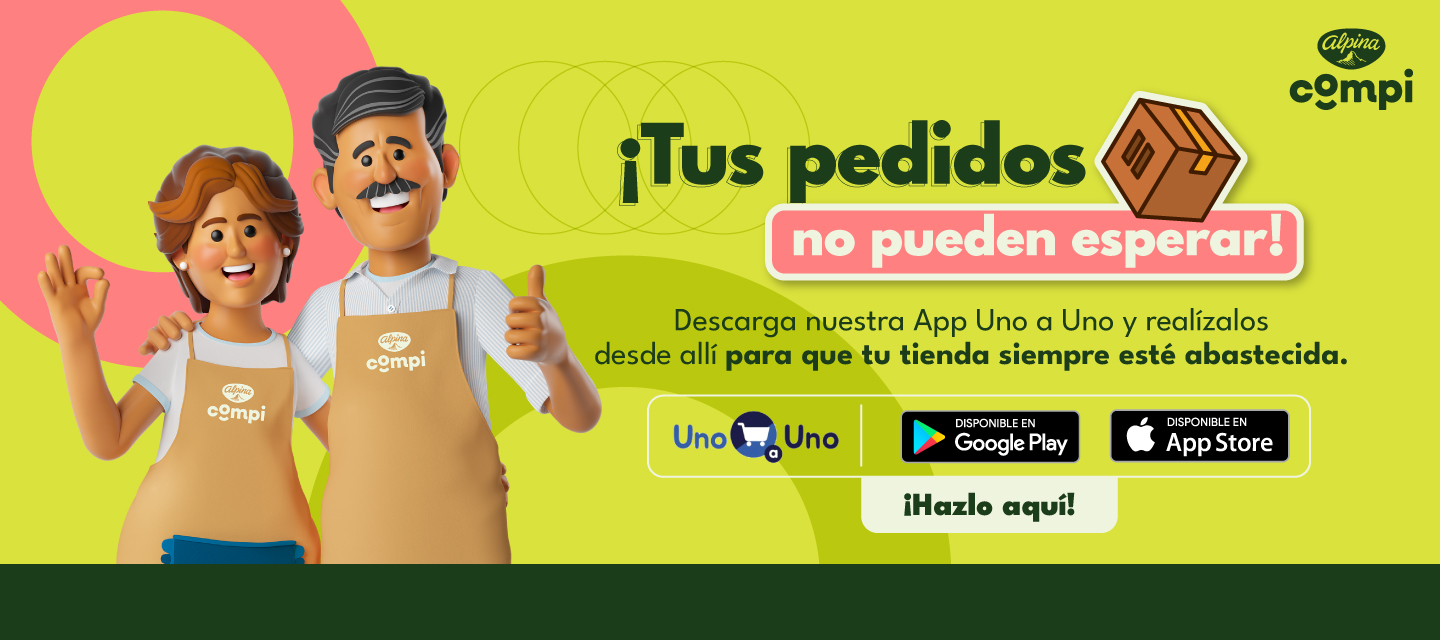 Alpina
compi
¡Tus pedidos
no pueden esperar!
Descarga nuestra App Uno a Uno y realízalos
desde allí para que tu tienda siempre esté abastecida.
Uno a Uno
DISPONIBLE EN
Google Play
DISPONIBLE EN
App Store
¡Hazlo aquí!
Alpina
compi
Alpina
compi